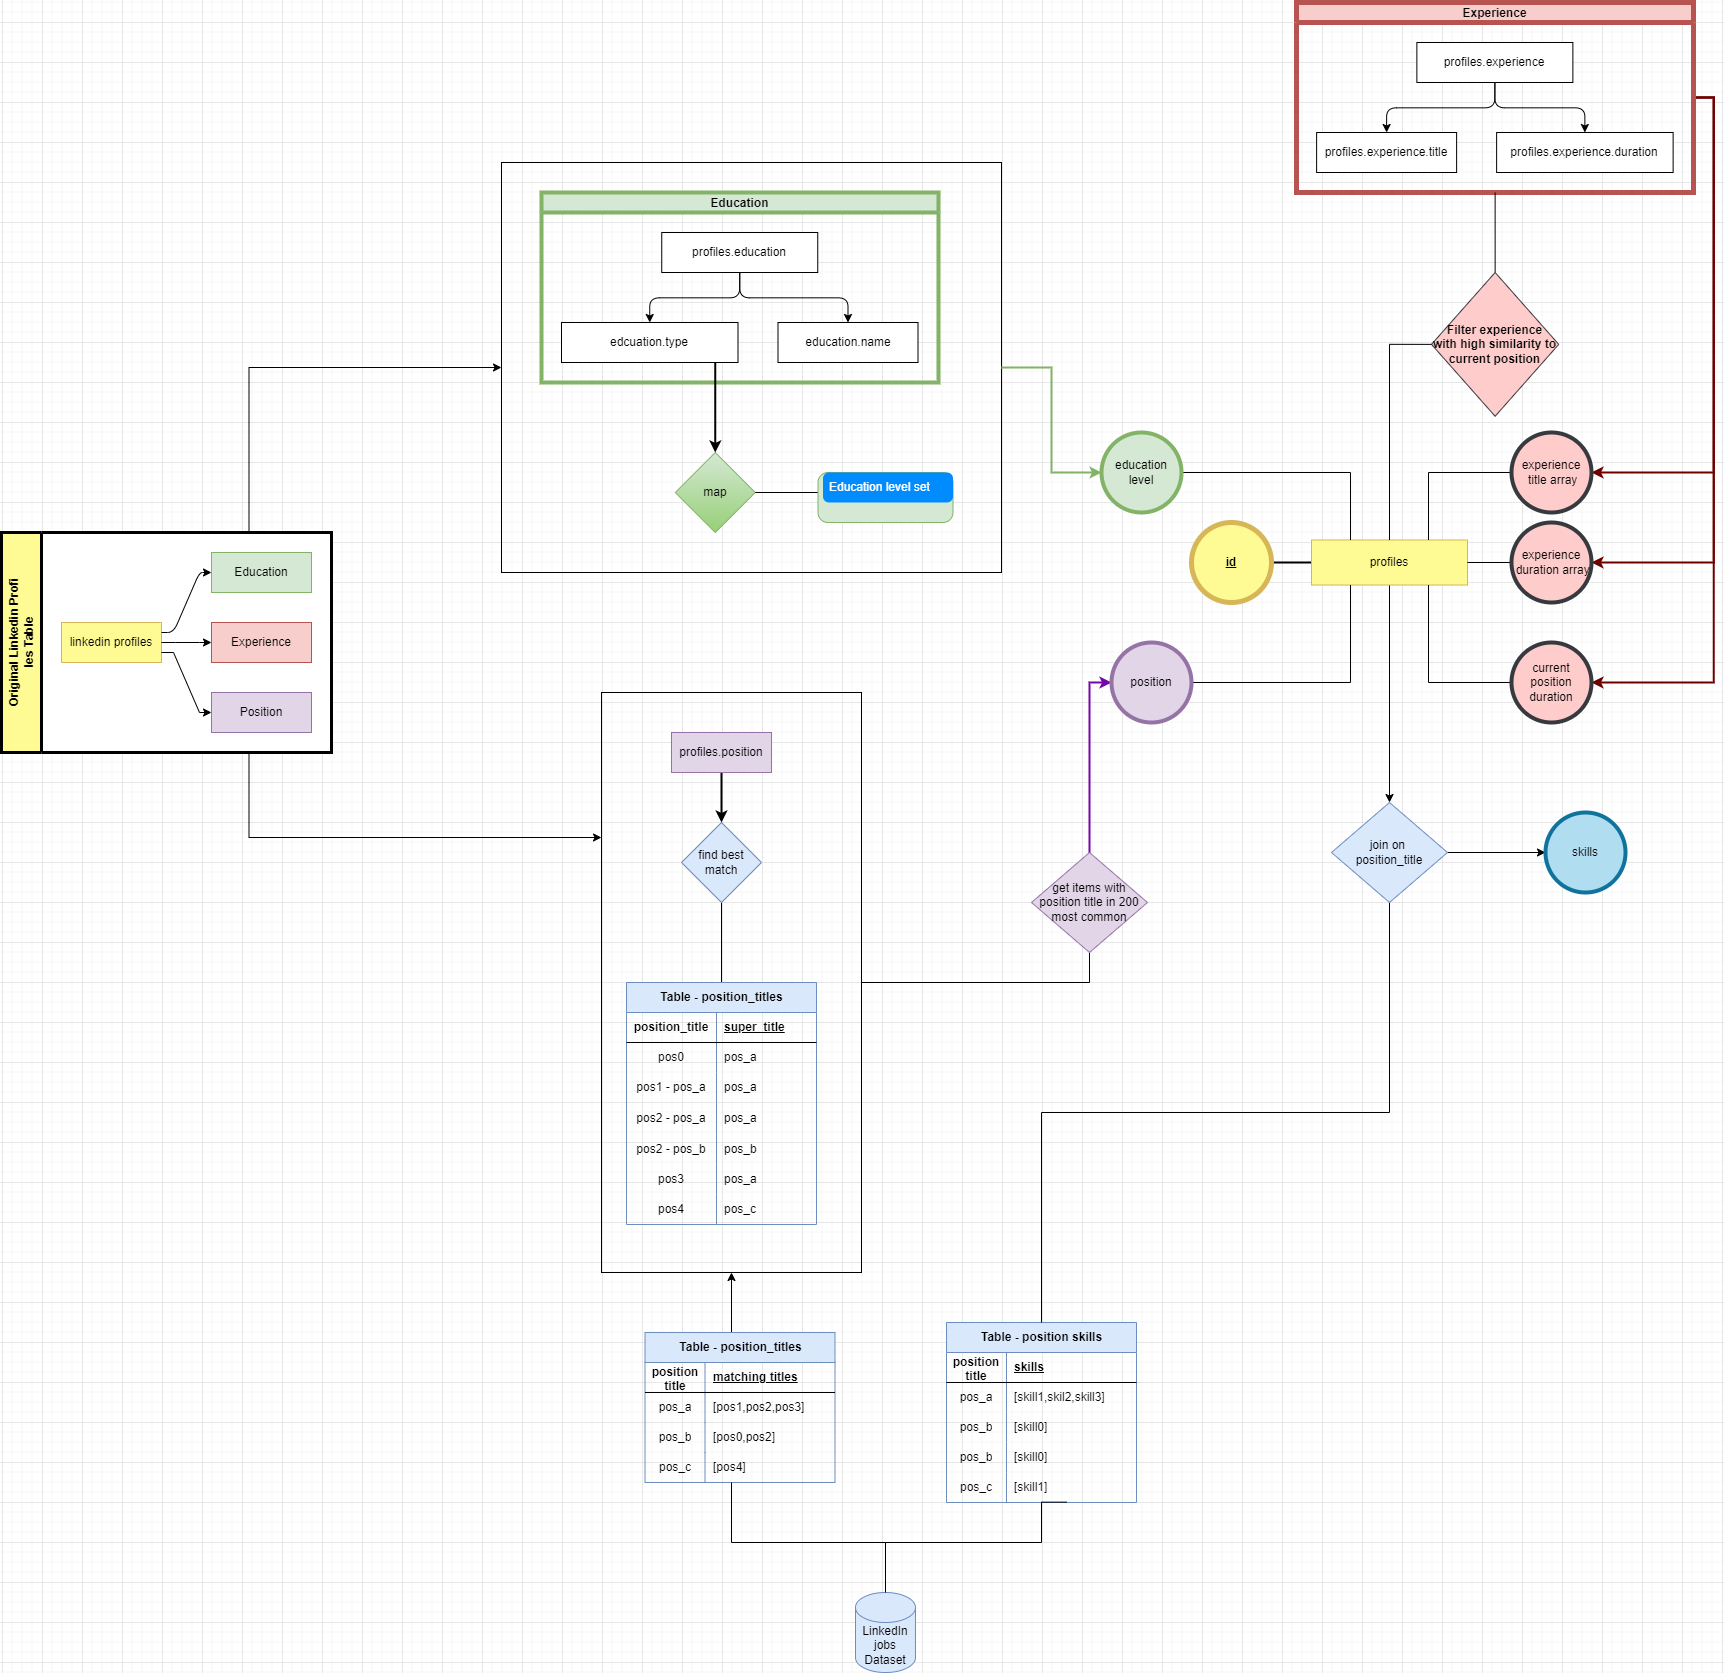 Experience
profiles.experience
profiles.experience.title
profiles.experience.duration
Education
profiles.education
edcuation.type
education.name
map
Education level set
Filter experience
with high similarity to
current position
education
level
experience
title array
id
profiles
experience
duration array
position
current
position
duration
Original Linkedin Profi
les Table
linkedin profiles
Education
Experience
Position
profiles.position
find best
match
get items with
position title in 200
most common
join on
position_title
skills
Table - position_titles
position_title super_title
pos0 pos_a
pos1 - pos_a pos_a
pos2 - pos_a pos_a
pos2 - pos_b pos_b
pos3 pos_a
pos4 pos_c
Table - position_titles
position
title
matching titles
pos_a [pos1,pos2,pos3]
pos_b [pos0,pos2]
pos_c [pos4]
Table - position skills
position
title
skills
pos_a [skill1,skil2,skill3]
pos_b [skill0]
pos_b [skill0]
pos_c [skill1]
LinkedIn
jobs
Dataset